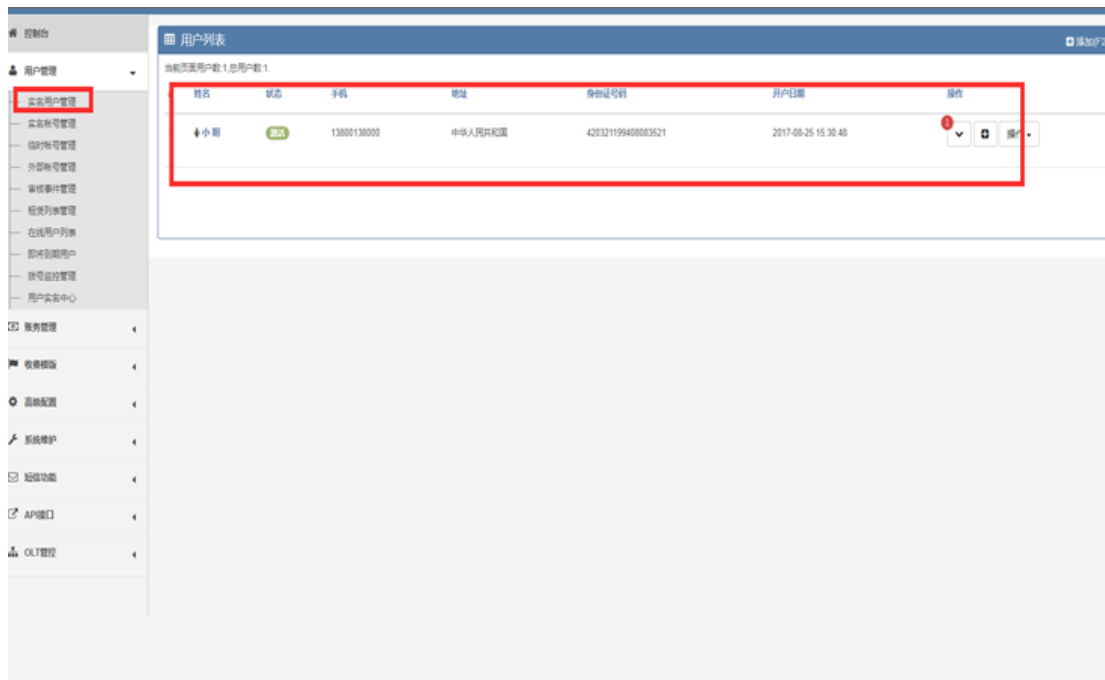 控制台
用户管理
实名用户管理
实名帐号管理
临时帐号管理
外部帐号管理
审核事件管理
租赁列表管理
在线用户列表
即将到期用户
拨号监控管理
用户实名中心
账务管理
收费模版
高级配置
系统维护
短信功能
API接口
OLT管控
用户列表
添加(F2
当前页面用户数:1,总用户数:1.
姓名 状态 手机 地址 身份证号码 开户日期 操作
小明 激活 13800138000 中华人民共和国 420321199408083521 2017-08-25 15:30:48 1 操作